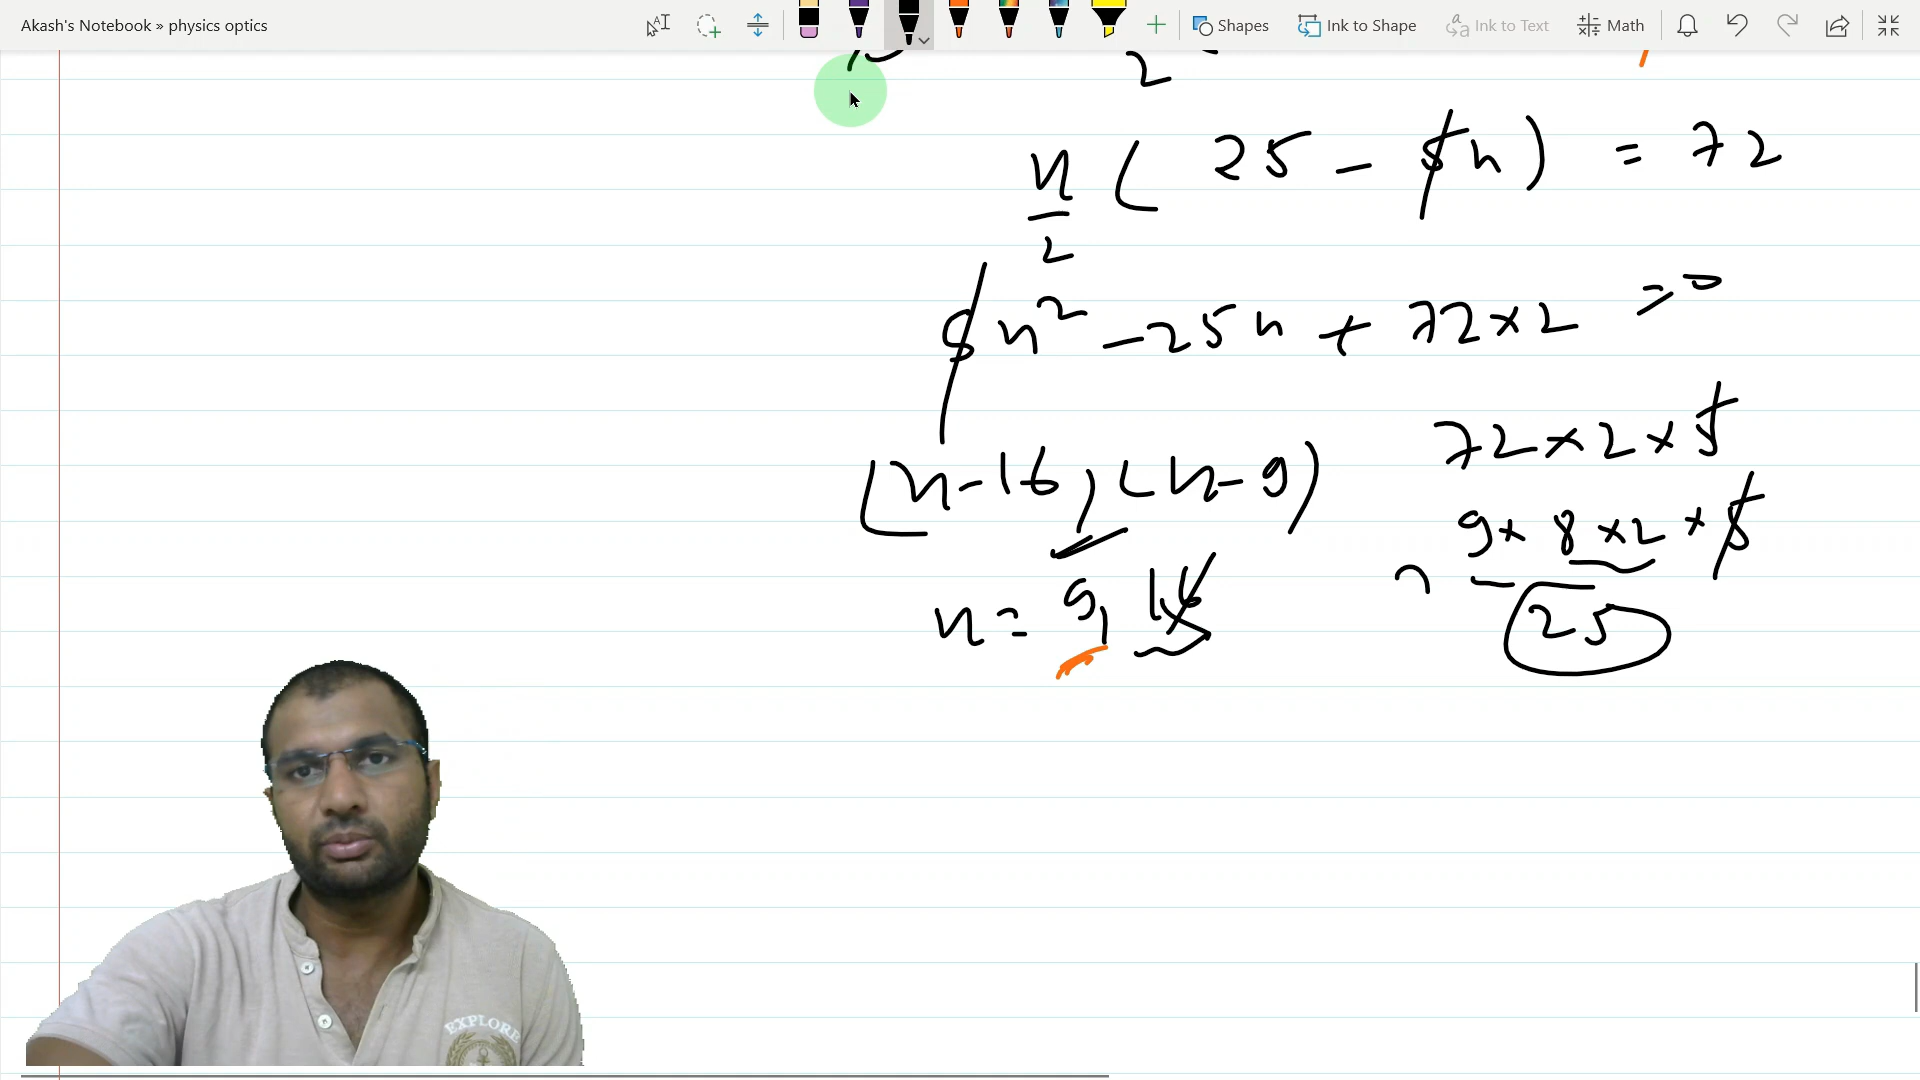 Akash's Notebook » physics optics
Shapes Ink to Shape Ink to Text Math
2
n/2 ( 25 - 5n ) = 72
5n² - 25n + 72×2 = 0
72×2×5
(n-16) (n-9)
9× 8×2 × 5
n = 9, 16
25
EXPLORE